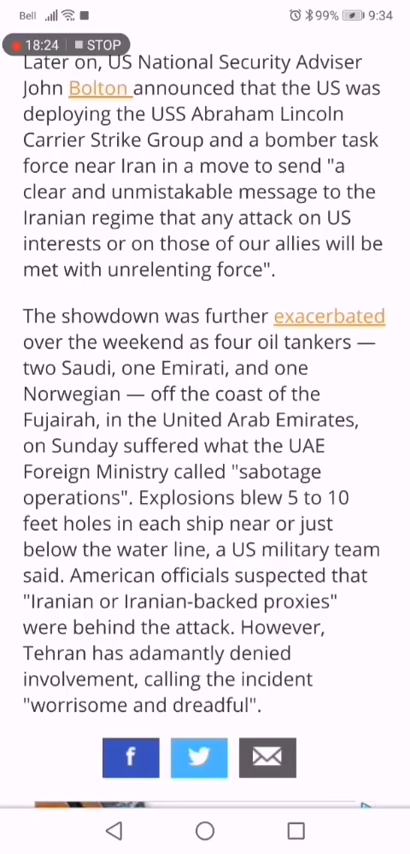 Bell 99% 9:34
18:24 STOP
Later on, US National Security Adviser
John Bolton announced that the US was
deploying the USS Abraham Lincoln
Carrier Strike Group and a bomber task
force near Iran in a move to send "a
clear and unmistakable message to the
Iranian regime that any attack on US
interests or on those of our allies will be
met with unrelenting force".
The showdown was further exacerbated
over the weekend as four oil tankers —
two Saudi, one Emirati, and one
Norwegian — off the coast of the
Fujairah, in the United Arab Emirates,
on Sunday suffered what the UAE
Foreign Ministry called "sabotage
operations". Explosions blew 5 to 10
feet holes in each ship near or just
below the water line, a US military team
said. American officials suspected that
"Iranian or Iranian-backed proxies"
were behind the attack. However,
Tehran has adamantly denied
involvement, calling the incident
"worrisome and dreadful".
f